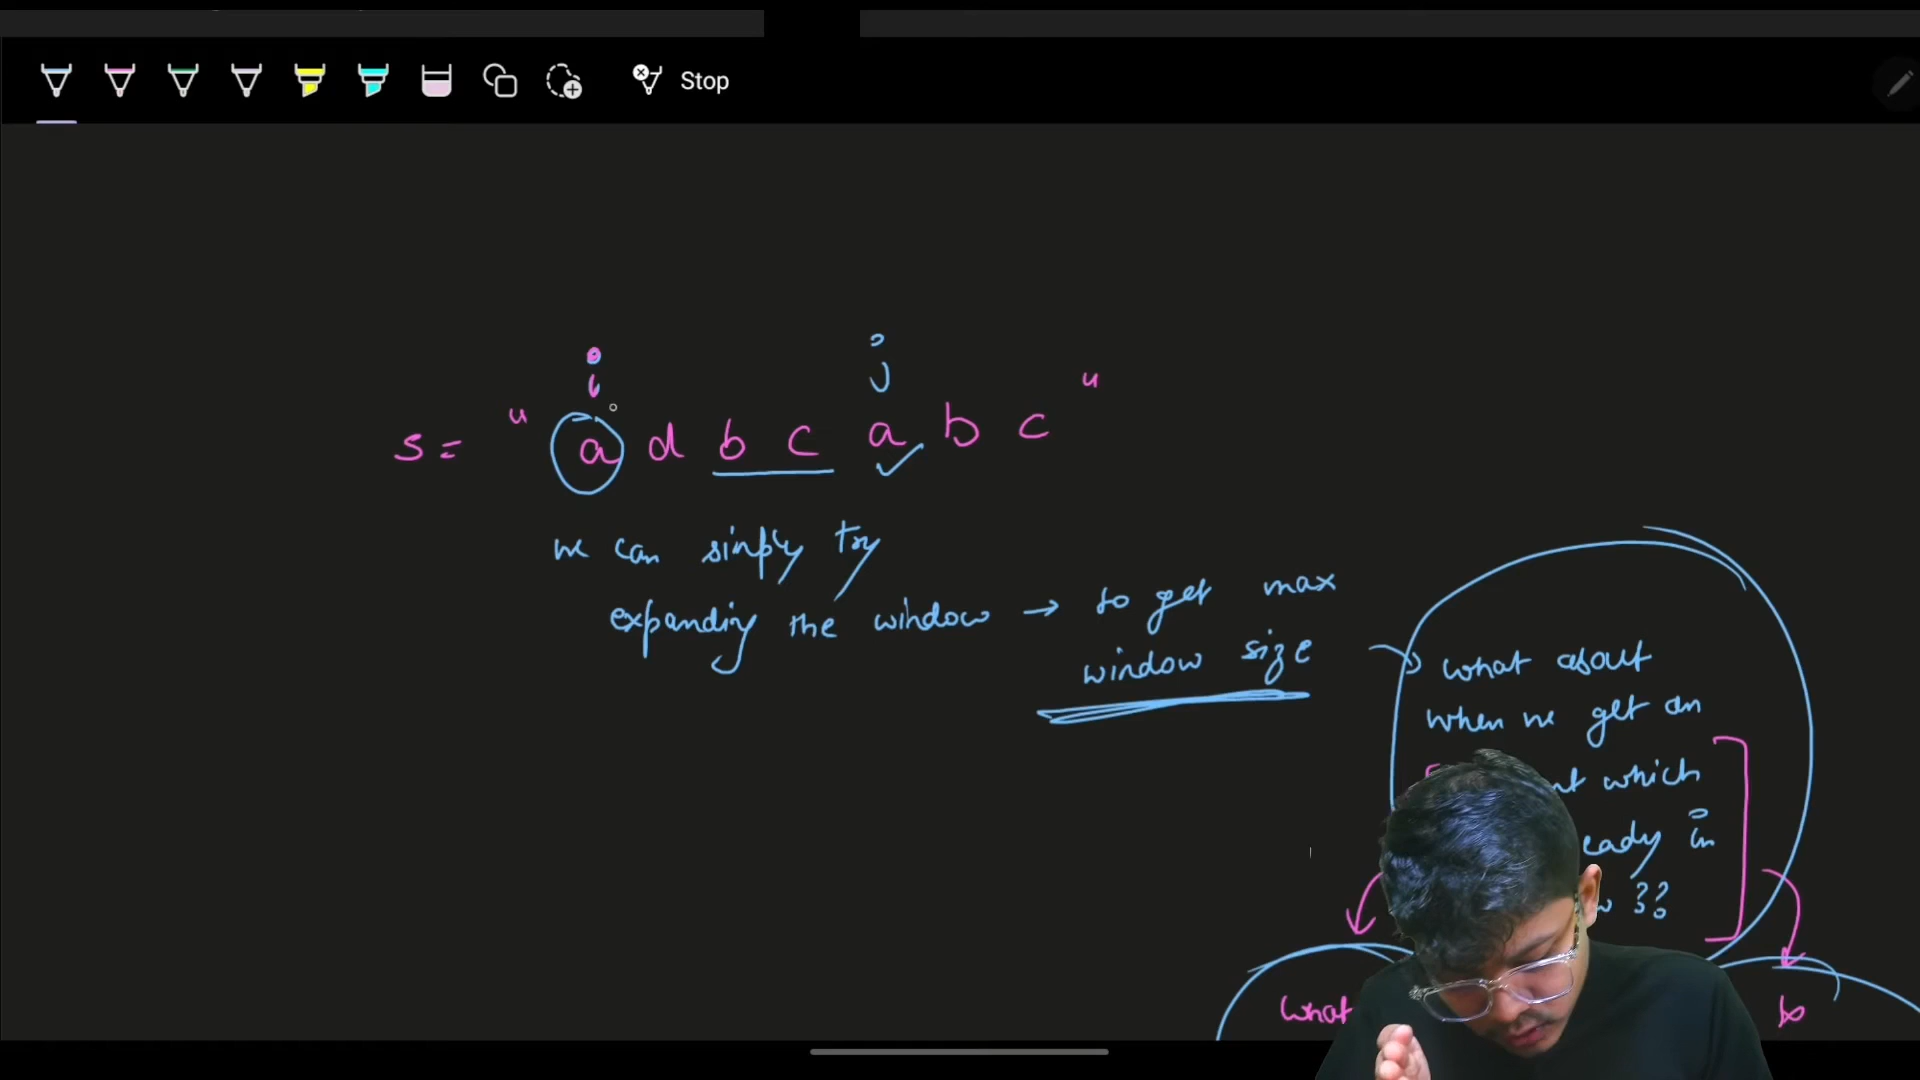 Stop
i j
s = " a d b c a b c "
we can simply try
expanding the window → to get max
window size
what about
when we get an
which
in
??
what
to